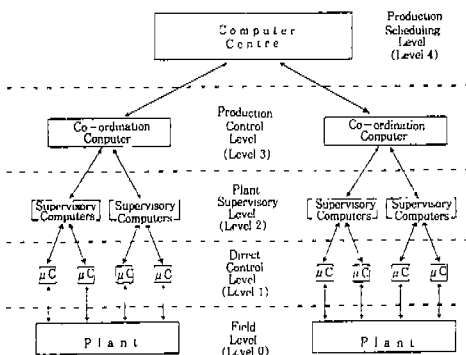 Computer
Centre
Production
Scheduling
Level
(Level 4)
Co-ordination
Conputer
Production
Control
Level
(Level 3)
Co-ordination
Conputer
Supervisory
Computers
Supervisory
Computers
Plant
Supervisory
Level
(Level 2)
Supervisory
Computers
Supervisory
Computers
μC
μC
μC
μC
Direct
Control
Level
(Level 1)
μC
μC
μC
μC
Plant
Field
Level
(Level 0)
Plant